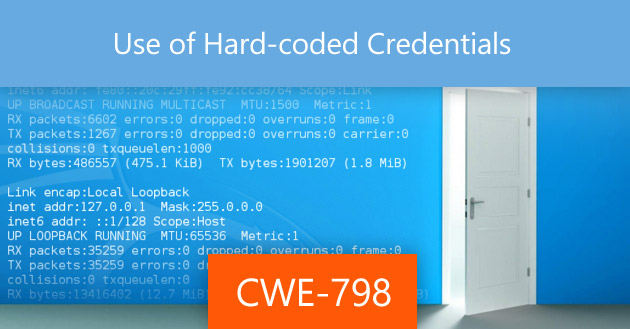 Use of Hard-coded Credentials
inet6 addr: fe80::20c:29ff:fe92:cc38/64 Scope:Link
UP BROADCAST RUNNING MULTICAST  MTU:1500  Metric:1
RX packets:6602 errors:0 dropped:0 overruns:0 frame:0
TX packets:1267 errors:0 dropped:0 overruns:0 carrier:0
collisions:0 txqueuelen:1000
RX bytes:486557 (475.1 KiB)  TX bytes:1901207 (1.8 MiB)
Link encap:Local Loopback
inet addr:127.0.0.1  Mask:255.0.0.0
inet6 addr: ::1/128 Scope:Host
UP LOOPBACK RUNNING  MTU:65536  Metric:1
RX packets:35259 errors:0 dropped:0 overruns:0 frame:0
TX packets:35259 errors:0 dropped:0
collisions:0 txqueuelen:0
RX bytes:13416402 (12.7 MiB)
CWE-798